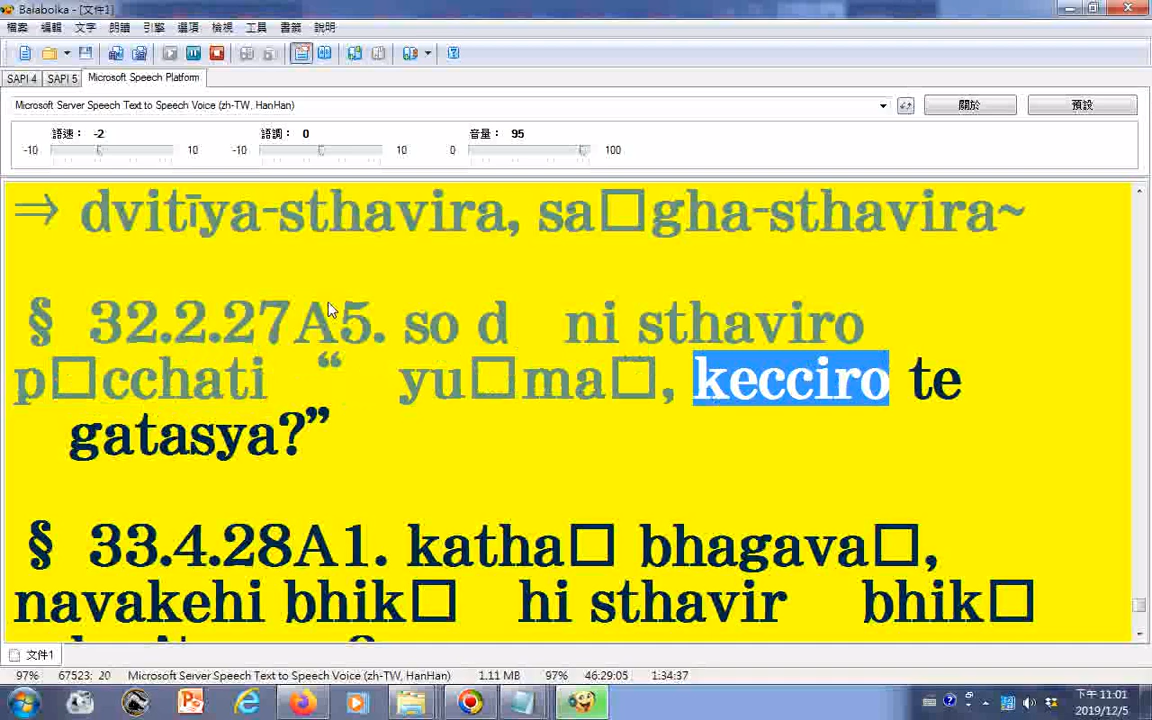 Balabolka - [文件1]
檔案 編輯 文字 朗讀 引擎 選項 檢視 工具 書籤 說明
SAPI 4 SAPI 5 Microsoft Speech Platform
Microsoft Server Speech Text to Speech Voice (zh-TW, HanHan) 關於 預設
語速： -2 語調： 0 音量： 95
-10 10 -10 10 0 100
⇒ dvitīya-sthavira, sa□gha-sthavira~
§ 32.2.27A5. so d ni sthaviro
p□cchati “ yu□ma□, kecciro te
gatasya?”
§ 33.4.28A1. katha□ bhagava□,
navakehi bhik□ hi sthavir bhik□
文件1
97% 67523: 20 Microsoft Server Speech Text to Speech Voice (zh-TW, HanHan) 1.11 MB 97% 46:29:05 1:34:37
下午 11:01
2019/12/5